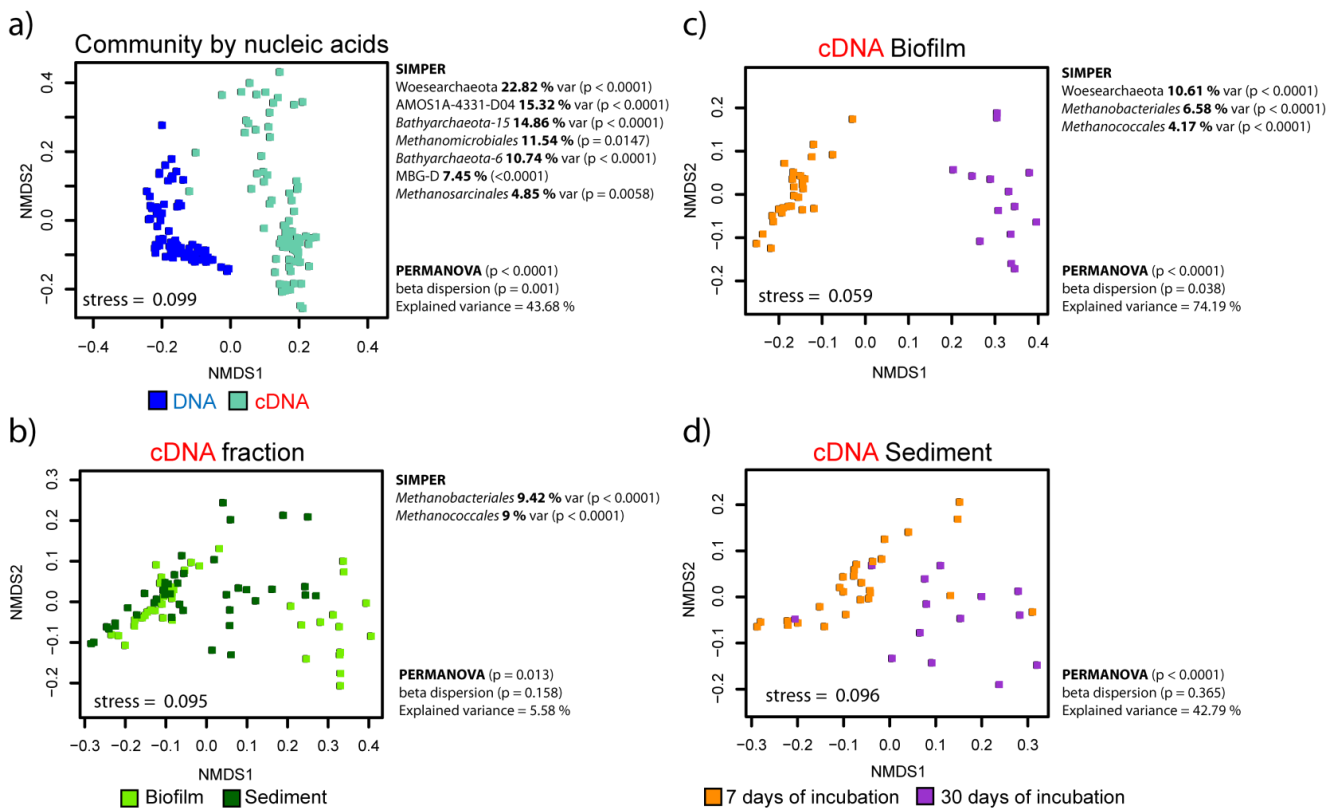 a)
Community by nucleic acids
NMDS2
0.4
0.2
0.0
−0.2
stress = 0.099
−0.4 −0.2 0.0 0.2 0.4
NMDS1
DNA cDNA
SIMPER
Woesearchaeota 22.82 % var (p < 0.0001)
AMOS1A-4331-D04 15.32 % var (p < 0.0001)
Bathyarchaeota-15 14.86 % var (p < 0.0001)
Methanomicrobiales 11.54 % (p = 0.0147)
Bathyarchaeota-6 10.74 % var (p < 0.0001)
MBG-D 7.45 % (<0.0001)
Methanosarcinales 4.85 % var (p = 0.0058)
PERMANOVA (p < 0.0001)
beta dispersion (p = 0.001)
Explained variance = 43.68 %
c)
cDNA Biofilm
NMDS2
0.2
0.1
0.0
−0.1
−0.2
stress = 0.059
−0.2 −0.1 0.0 0.1 0.2 0.3 0.4
NMDS1
SIMPER
Woesearchaeota 10.61 % var (p < 0.0001)
Methanobacteriales 6.58 % var (p < 0.0001)
Methanococcales 4.17 % var (p < 0.0001)
PERMANOVA (p < 0.0001)
beta dispersion (p = 0.038)
Explained variance = 74.19 %
b)
cDNA fraction
NMDS2
0.3
0.2
0.1
0.0
−0.1
−0.2
stress = 0.095
−0.3 −0.2 −0.1 0.0 0.1 0.2 0.3 0.4
NMDS1
Biofilm Sediment
SIMPER
Methanobacteriales 9.42 % var (p < 0.0001)
Methanococcales 9 % var (p < 0.0001)
PERMANOVA (p = 0.013)
beta dispersion (p = 0.158)
Explained variance = 5.58 %
d)
cDNA Sediment
NMDS2
0.2
0.1
0.0
−0.1
−0.2
stress = 0.096
−0.3 −0.2 −0.1 0.0 0.1 0.2 0.3
NMDS1
7 days of incubation 30 days of incubation
PERMANOVA (p < 0.0001)
beta dispersion (p = 0.365)
Explained variance = 42.79 %